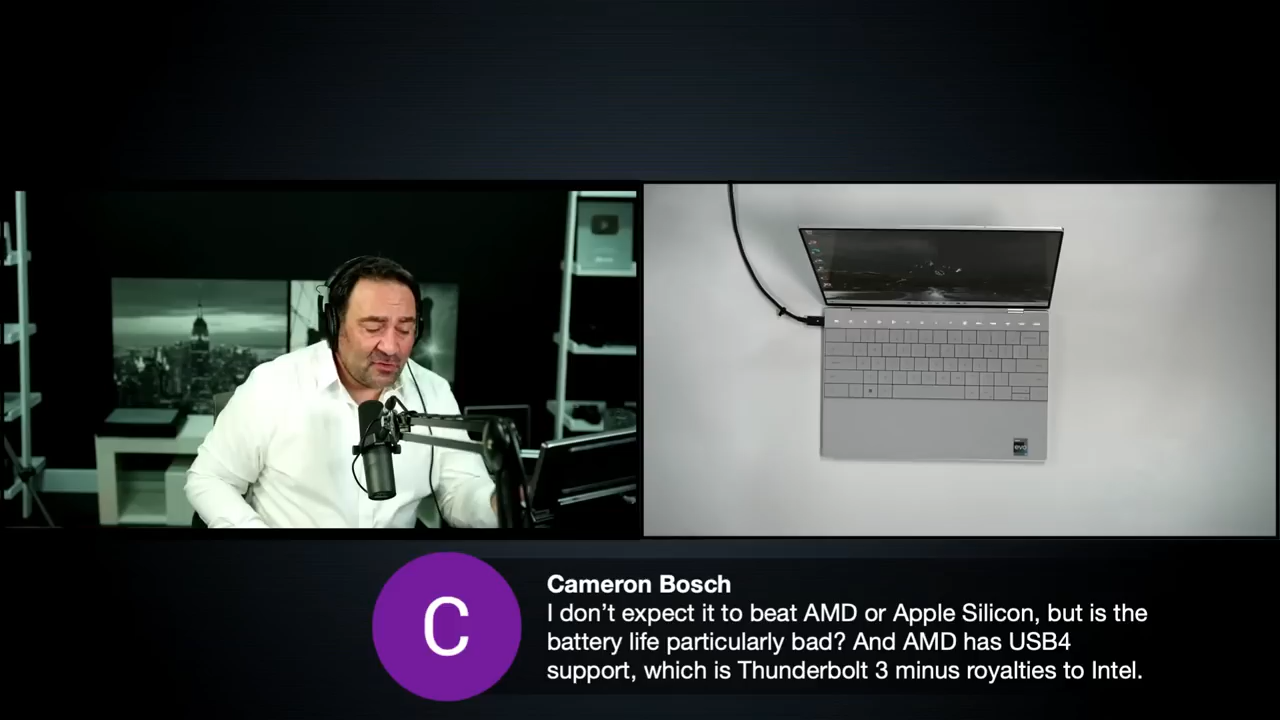 Cameron Bosch
I don't expect it to beat AMD or Apple Silicon, but is the
battery life particularly bad? And AMD has USB4
support, which is Thunderbolt 3 minus royalties to Intel.
C
evo